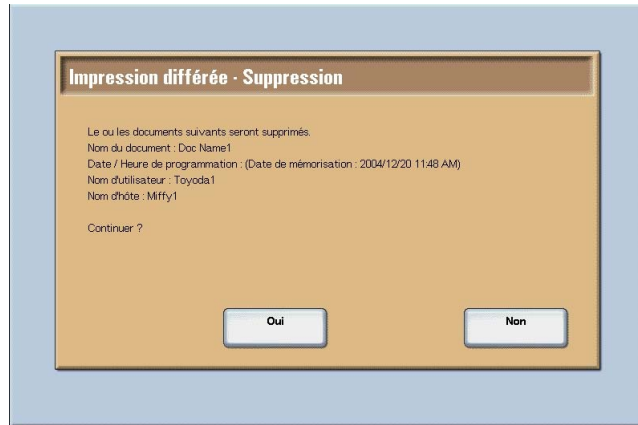 Impression différée - Suppression
Le ou les documents suivants seront supprimés.
Nom du document : Doc Name1
Date / Heure de programmation : (Date de mémorisation : 2004/12/20 11:48 AM)
Nom d'utilisateur : Toyoda1
Nom d'hôte : Miffy1
Continuer ?
Oui
Non